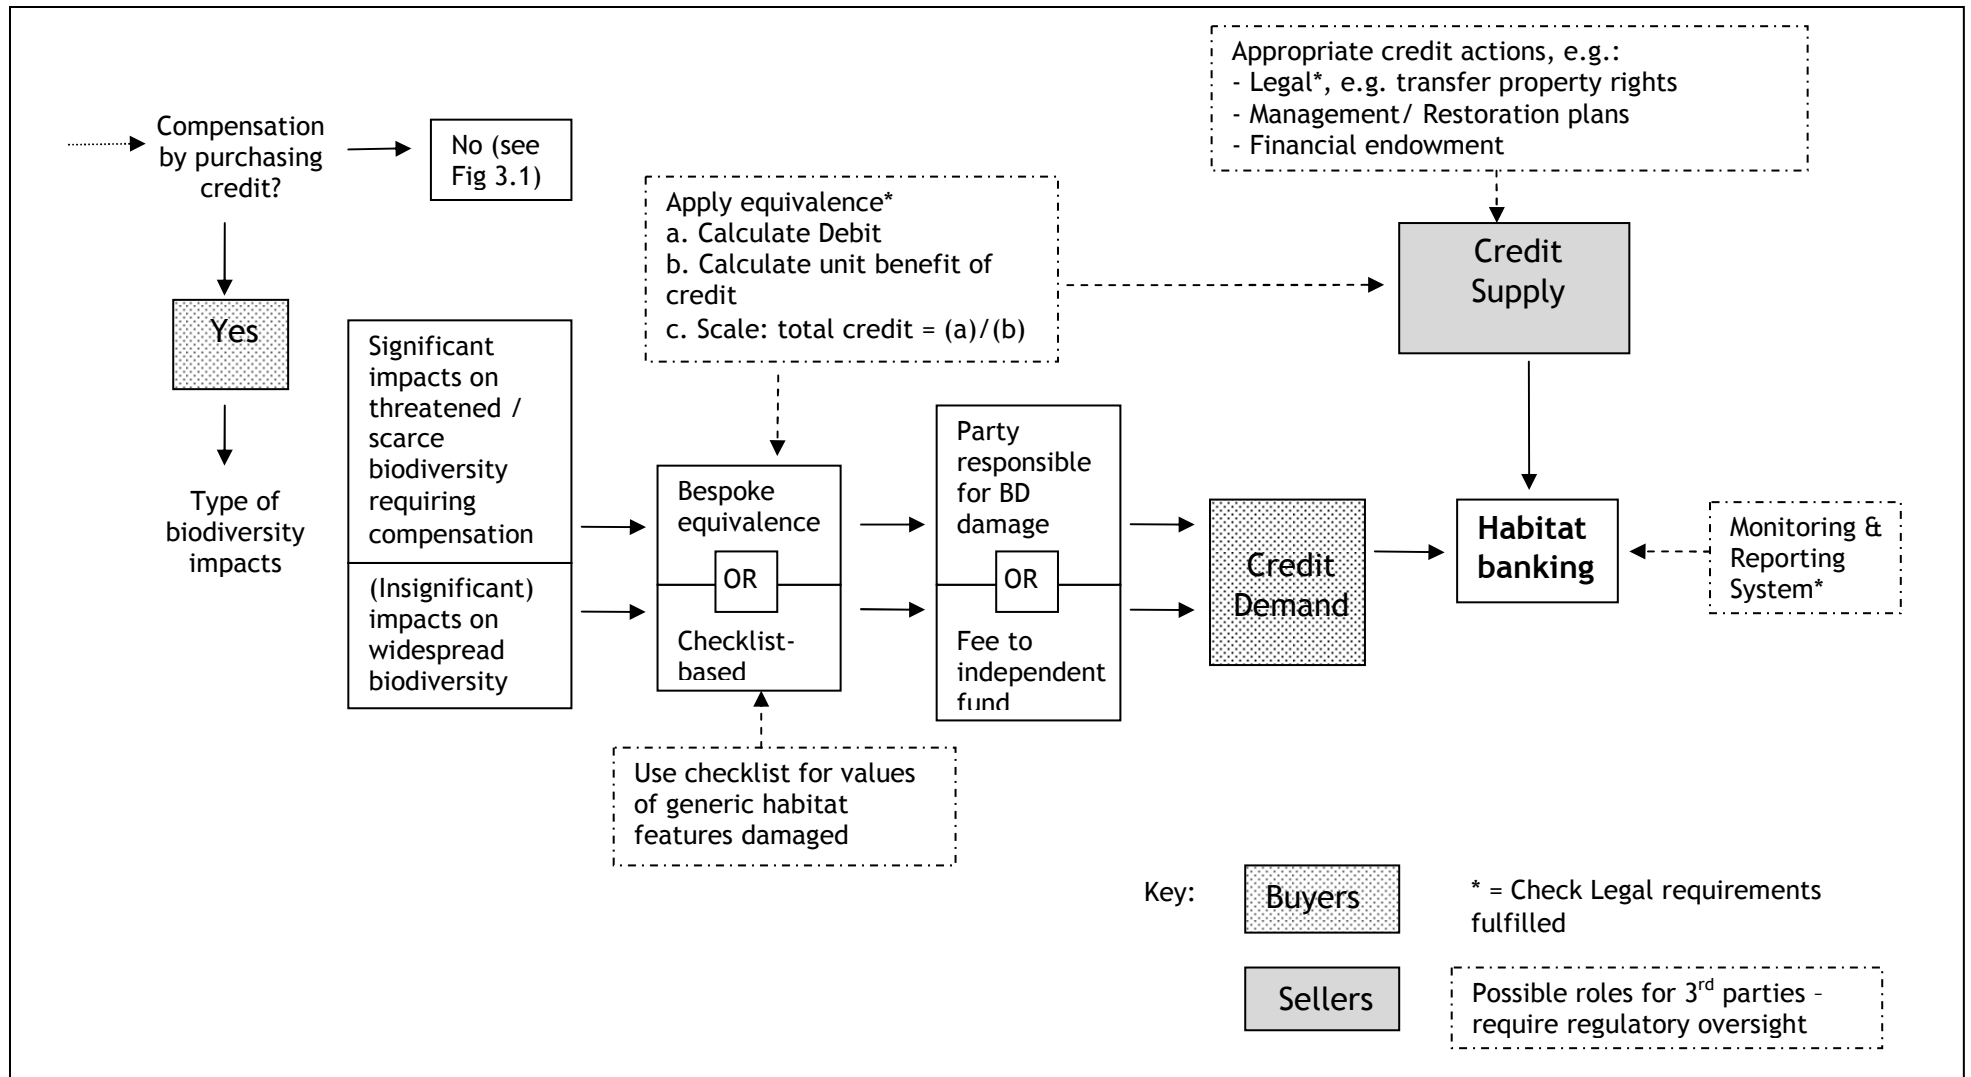 Appropriate credit actions, e.g.:
- Legal*, e.g. transfer property rights
- Management/ Restoration plans
- Financial endowment
Compensation
by purchasing
credit?
No (see
Fig 3.1)
Apply equivalence*
a. Calculate Debit
b. Calculate unit benefit of
credit
c. Scale: total credit = (a)/(b)
Credit
Supply
Yes
Significant
impacts on
threatened /
scarce
biodiversity
requiring
compensation
Type of
biodiversity
impacts
(Insignificant)
impacts on
widespread
biodiversity
Bespoke
equivalence
OR
Checklist-
based
Party
responsible
for BD
damage
OR
Fee to
independent
fund
Credit
Demand
Habitat
banking
Monitoring &
Reporting
System*
Use checklist for values
of generic habitat
features damaged
Key:
Buyers
* = Check Legal requirements
fulfilled
Sellers
Possible roles for 3rd parties –
require regulatory oversight